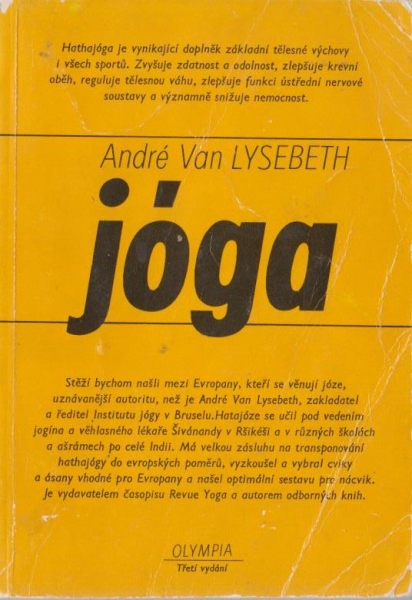 Hathajóga je vynikající doplněk základní tělesné výchovy
i všech sportů. Zvyšuje zdatnost a odolnost, zlepšuje krevní
oběh, reguluje tělesnou váhu, zlepšuje funkci ústřední nervové
soustavy a významně snižuje nemocnost.
André Van LYSEBETH
jóga
Stěží bychom našli mezi Evropany, kteří se věnují józe,
uznávanější autoritu, než je André Van Lysebeth, zakladatel
a ředitel Institutu jógy v Bruselu.Hatajóze se učil pod vedením
jogína a věhlasného lékaře Šivánandy v Ršikéši a v různých školách
a ašrámech po celé Indii. Má velkou zásluhu na transponování
hathajógy do evropských poměrů, vyzkoušel a vybral cviky
a ásany vhodné pro Evropany a našel optimální sestavu pro nácvik.
Je vydavatelem časopisu Revue Yoga a autorem odborných knih.
OLYMPIA
Třetí vydání